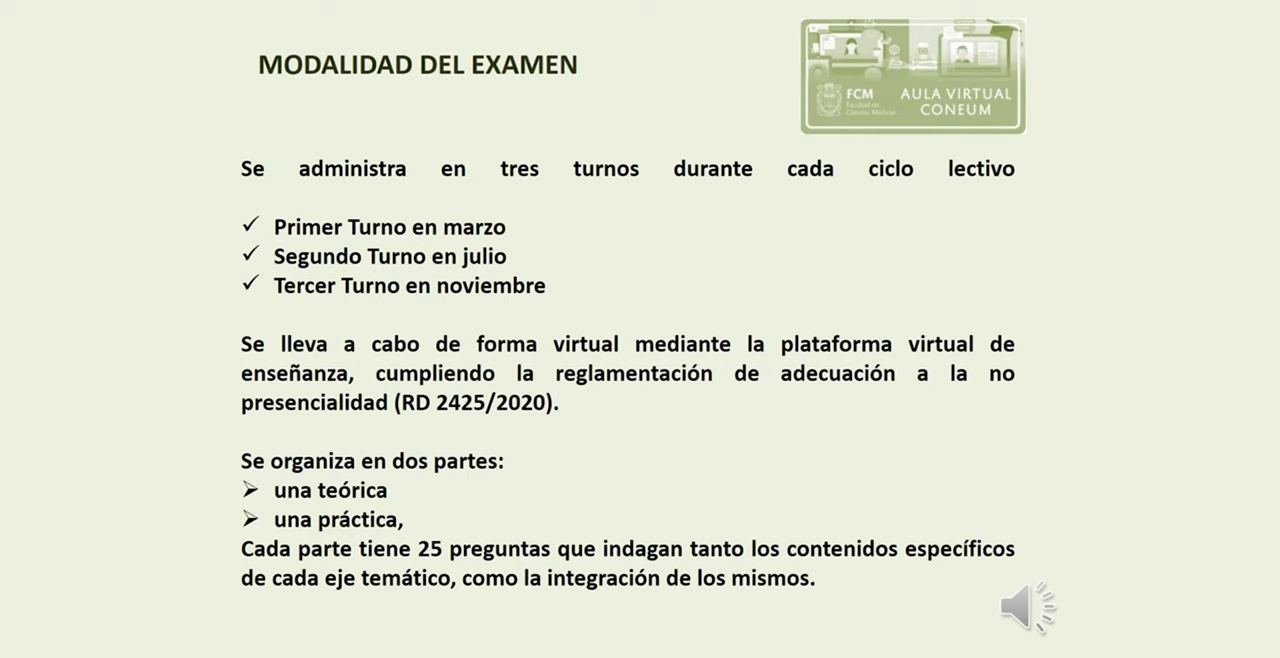 MODALIDAD DEL EXAMEN
FCM
Facultad de
Ciencias Médicas
AULA VIRTUAL
CONEUM
Se administra en tres turnos durante cada ciclo lectivo
✓ Primer Turno en marzo
✓ Segundo Turno en julio
✓ Tercer Turno en noviembre
Se lleva a cabo de forma virtual mediante la plataforma virtual de
enseñanza, cumpliendo la reglamentación de adecuación a la no
presencialidad (RD 2425/2020).
Se organiza en dos partes:
➢ una teórica
➢ una práctica,
Cada parte tiene 25 preguntas que indagan tanto los contenidos específicos
de cada eje temático, como la integración de los mismos.